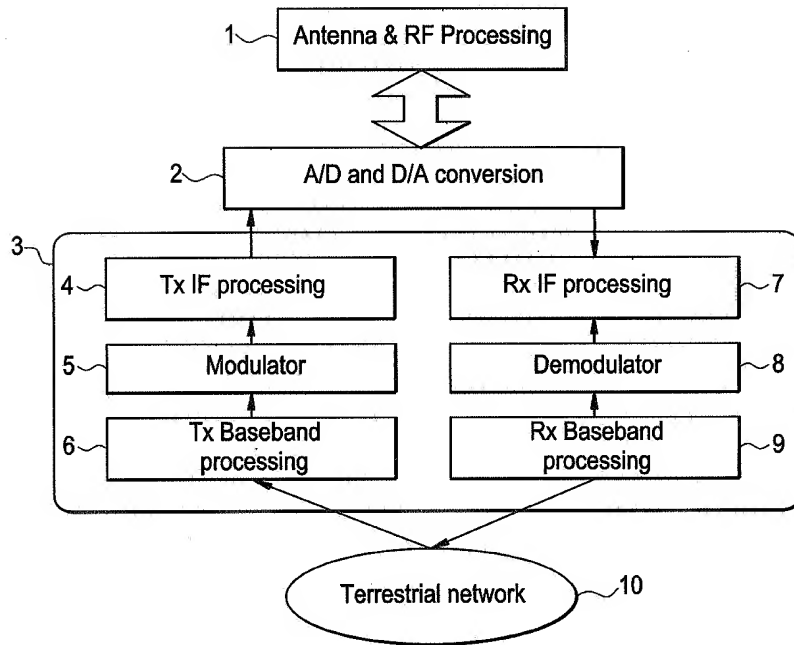 1
Antenna & RF Processing
2
A/D and D/A conversion
3
4
Tx IF processing
Rx IF processing
7
5
Modulator
Demodulator
8
6
Tx Baseband
processing
Rx Baseband
processing
9
Terrestrial network
10